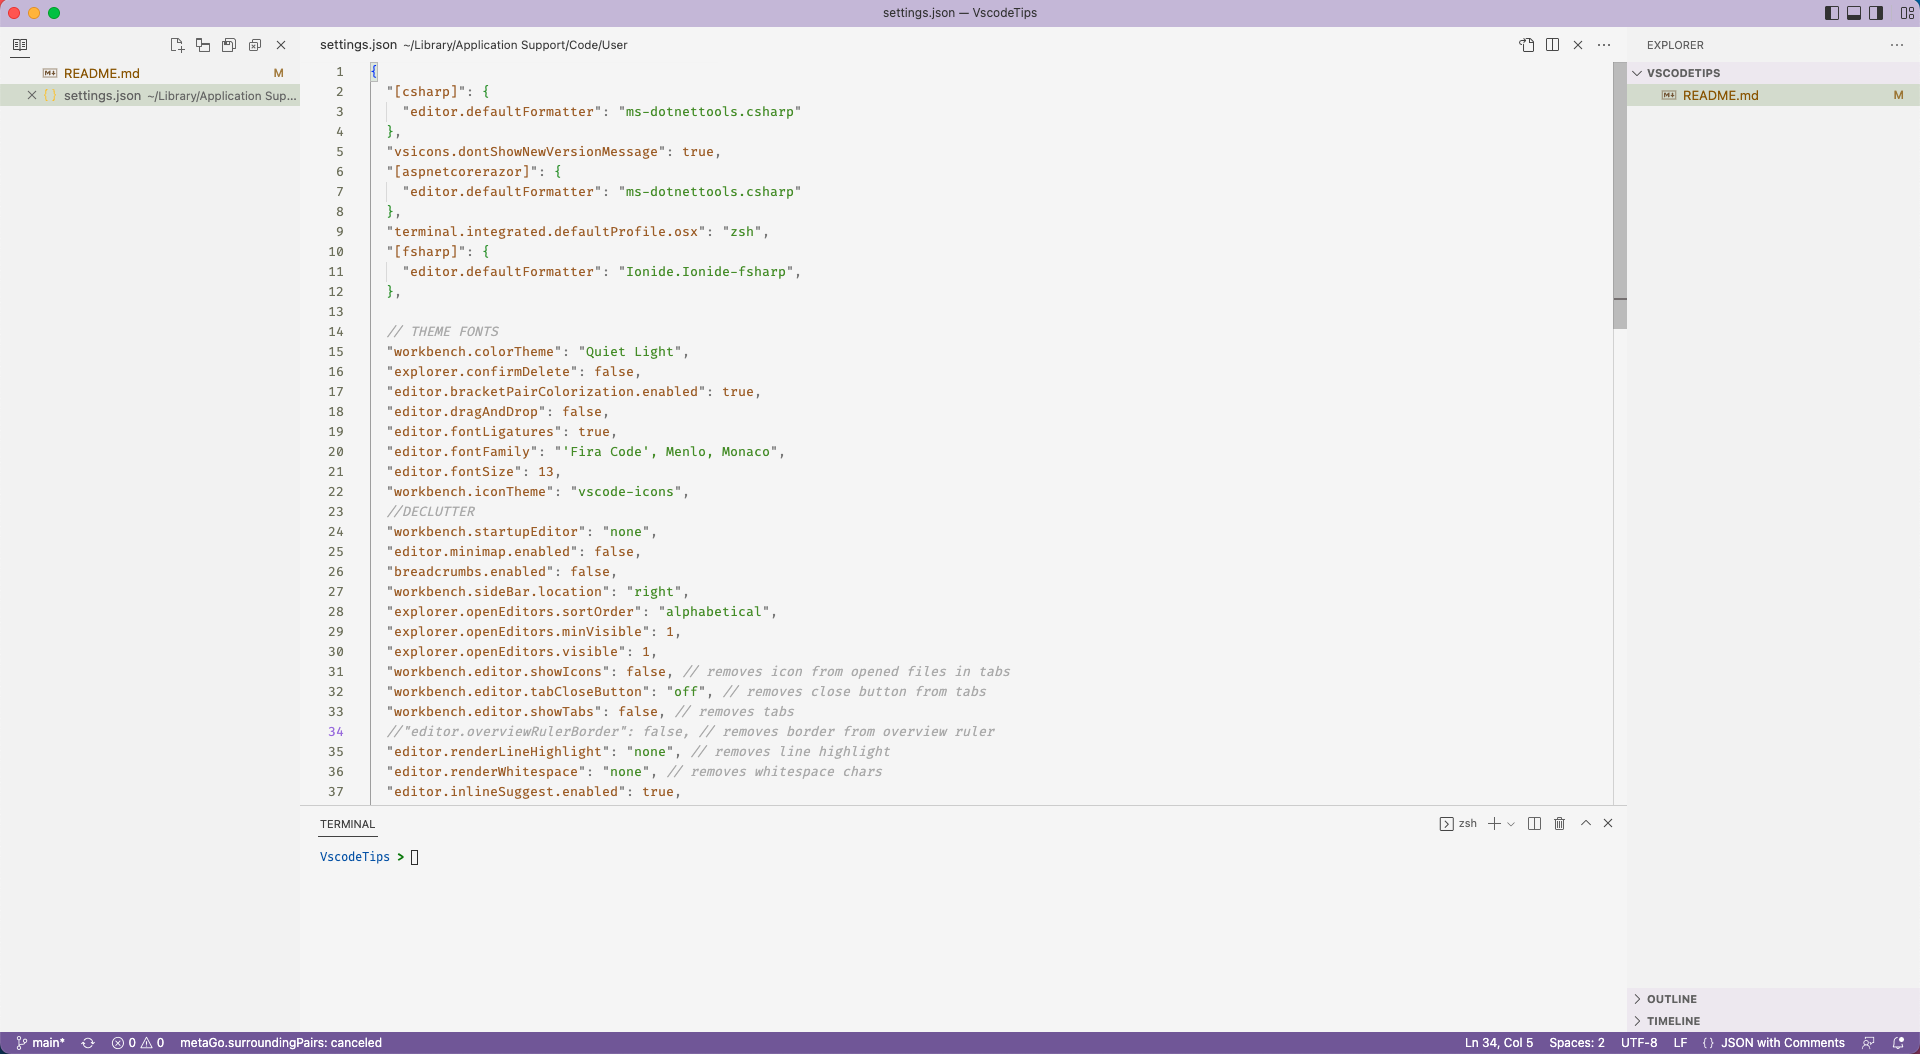 settings.json — VscodeTips
README.md M
settings.json ~/Library/Application Sup...
settings.json ~/Library/Application Support/Code/User
1 {
2 "[csharp]": {
3 "editor.defaultFormatter": "ms-dotnettools.csharp"
4 },
5 "vsicons.dontShowNewVersionMessage": true,
6 "[aspnetcorerazor]": {
7 "editor.defaultFormatter": "ms-dotnettools.csharp"
8 },
9 "terminal.integrated.defaultProfile.osx": "zsh",
10 "[fsharp]": {
11 "editor.defaultFormatter": "Ionide.Ionide-fsharp",
12 },
13
14 // THEME FONTS
15 "workbench.colorTheme": "Quiet Light",
16 "explorer.confirmDelete": false,
17 "editor.bracketPairColorization.enabled": true,
18 "editor.dragAndDrop": false,
19 "editor.fontLigatures": true,
20 "editor.fontFamily": "'Fira Code', Menlo, Monaco",
21 "editor.fontSize": 13,
22 "workbench.iconTheme": "vscode-icons",
23 //DECLUTTER
24 "workbench.startupEditor": "none",
25 "editor.minimap.enabled": false,
26 "breadcrumbs.enabled": false,
27 "workbench.sideBar.location": "right",
28 "explorer.openEditors.sortOrder": "alphabetical",
29 "explorer.openEditors.minVisible": 1,
30 "explorer.openEditors.visible": 1,
31 "workbench.editor.showIcons": false, // removes icon from opened files in tabs
32 "workbench.editor.tabCloseButton": "off", // removes close button from tabs
33 "workbench.editor.showTabs": false, // removes tabs
34 //"editor.overviewRulerBorder": false, // removes border from overview ruler
35 "editor.renderLineHighlight": "none", // removes line highlight
36 "editor.renderWhitespace": "none", // removes whitespace chars
37 "editor.inlineSuggest.enabled": true,
TERMINAL
zsh
VscodeTips >
EXPLORER
VSCODETIPS
README.md M
OUTLINE
TIMELINE
main* 0 0 metaGo.surroundingPairs: canceled
Ln 34, Col 5 Spaces: 2 UTF-8 LF {} JSON with Comments